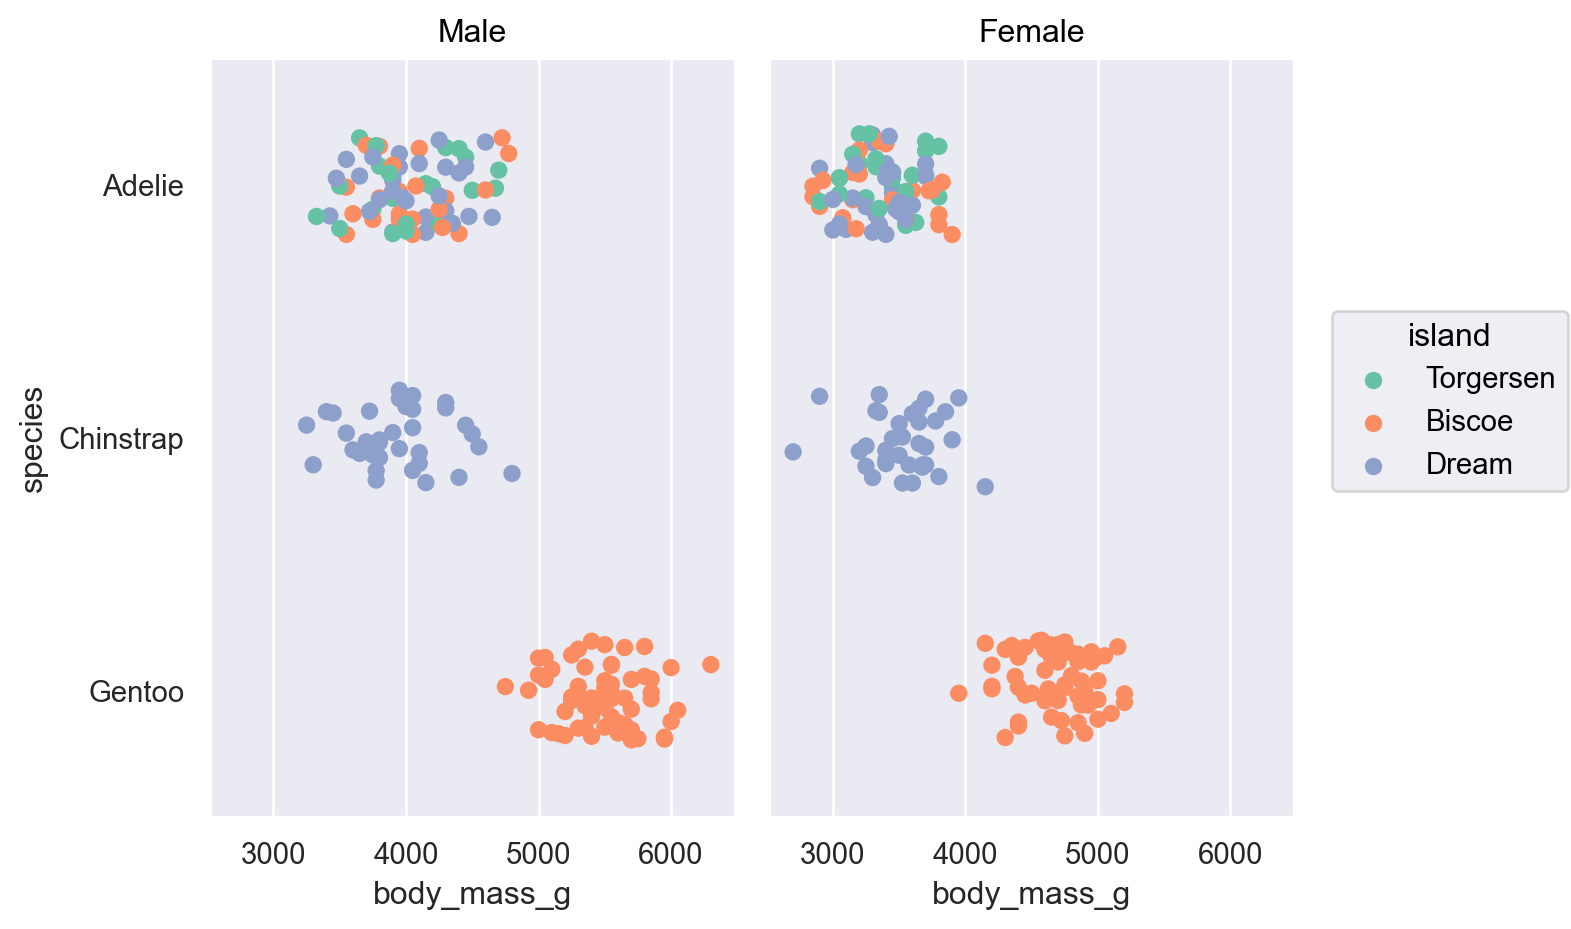 Male
Female
Adelie
Chinstrap
Gentoo
species
3000 4000 5000 6000
body_mass_g
3000 4000 5000 6000
body_mass_g
island
Torgersen
Biscoe
Dream